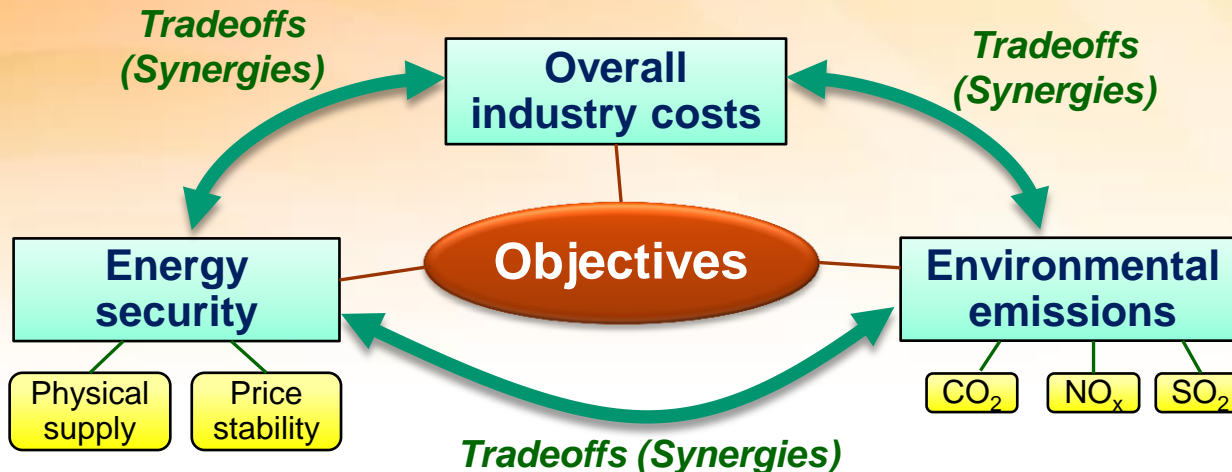 Tradeoffs
(Synergies)
Overall
industry costs
Tradeoffs
(Synergies)
Energy
security
Objectives
Environmental
emissions
Physical
supply
Price
stability
CO₂
NOₓ
SO₂
Tradeoffs (Synergies)